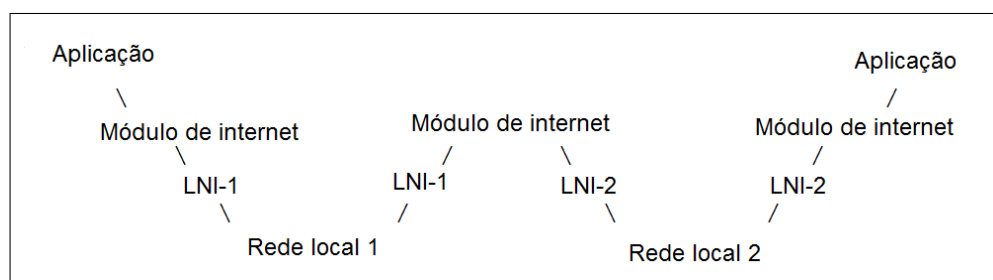 Aplicação
Aplicação
\
/
Módulo de internet
Módulo de internet
Módulo de internet
\
/
\
/
LNI-1
LNI-1
LNI-2
LNI-2
\
/
\
/
Rede local 1
Rede local 2